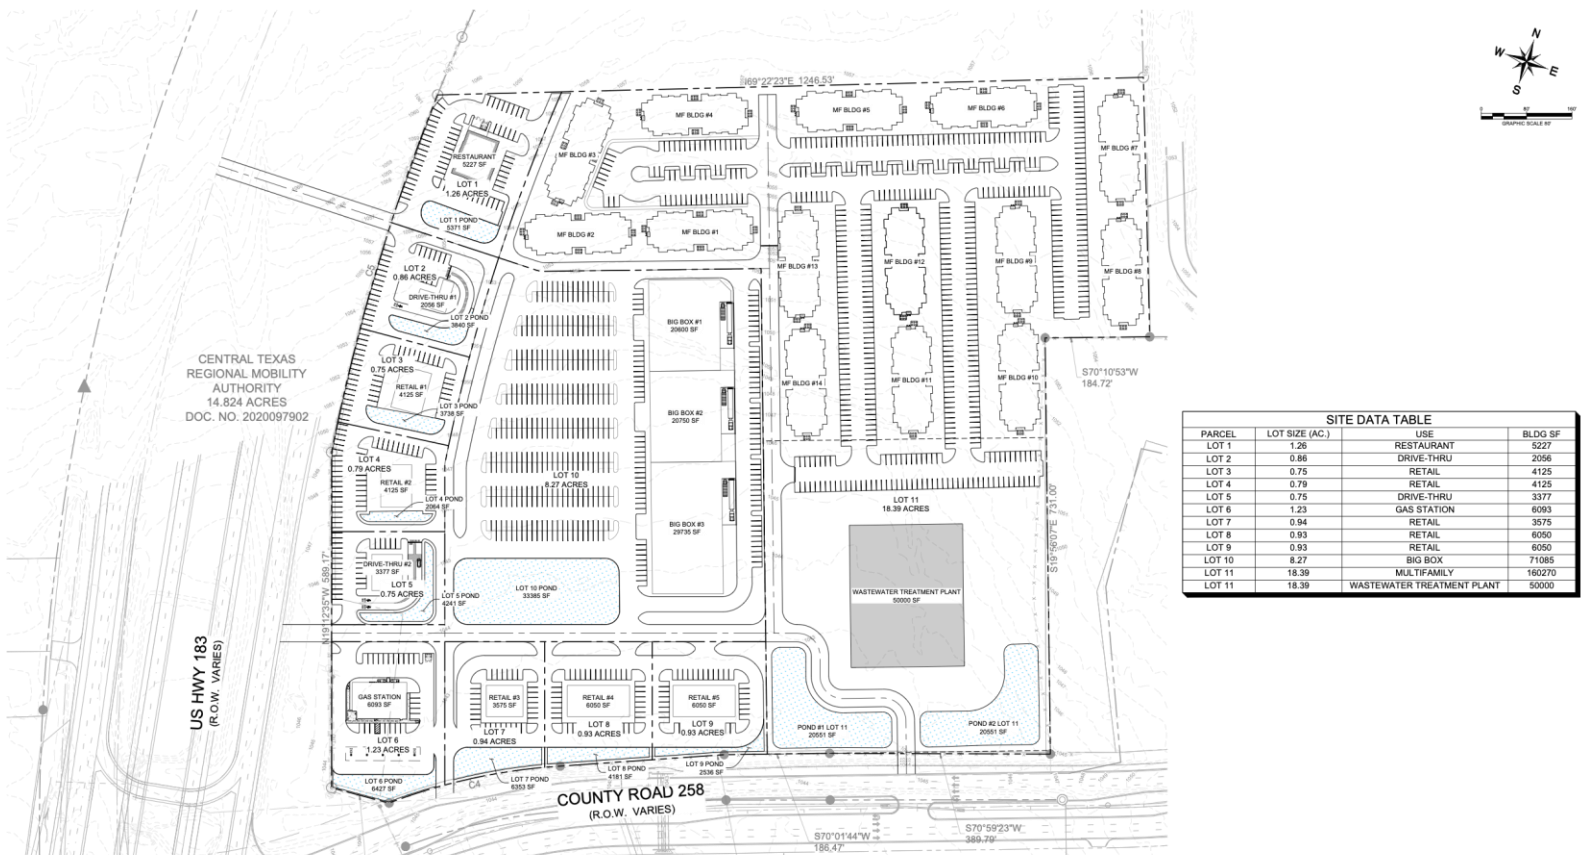 N69°22'23"E 1246.53'
N
W
E
S
0 80' 160'
GRAPHIC SCALE 80'
MF BLDG #4
MF BLDG #5
MF BLDG #6
MF BLDG #7
MF BLDG #3
RESTAURANT
5227 SF
LOT 1
1.26 ACRES
LOT 1 POND
5371 SF
MF BLDG #2
MF BLDG #1
MF BLDG #13
MF BLDG #12
MF BLDG #9
MF BLDG #8
C5
LOT 2
0.86 ACRES
DRIVE-THRU #1
2056 SF
LOT 2 POND
3840 SF
BIG BOX #1
20600 SF
CENTRAL TEXAS
REGIONAL MOBILITY
AUTHORITY
14.824 ACRES
DOC. NO. 2020097902
LOT 3
0.75 ACRES
RETAIL #1
4125 SF
LOT 3 POND
3738 SF
BIG BOX #2
20750 SF
MF BLDG #14
MF BLDG #11
MF BLDG #10
S70°10'53"W
184.72'
LOT 4
0.79 ACRES
RETAIL #2
4125 SF
LOT 4 POND
2064 SF
LOT 10
8.27 ACRES
BIG BOX #3
29735 SF
LOT 11
18.39 ACRES
S19°56'07"E 731.00'
N19°12'35"W 589.17'
DRIVE-THRU #2
3377 SF
LOT 5
0.75 ACRES
LOT 5 POND
4241 SF
LOT 10 POND
33385 SF
WASTEWATER TREATMENT PLANT
50000 SF
US HWY 183
(R.O.W. VARIES)
GAS STATION
6093 SF
LOT 6
1.23 ACRES
LOT 6 POND
6427 SF
RETAIL #3
3575 SF
LOT 7
0.94 ACRES
LOT 7 POND
6353 SF
RETAIL #4
6050 SF
LOT 8
0.93 ACRES
LOT 8 POND
4181 SF
RETAIL #5
6050 SF
LOT 9
0.93 ACRES
LOT 9 POND
2536 SF
POND #1 LOT 11
20551 SF
POND #2 LOT 11
20551 SF
C4
COUNTY ROAD 258
(R.O.W. VARIES)
S70°01'44"W
186.47'
S70°59'23"W
389.79'
SITE DATA TABLE
PARCEL LOT SIZE (AC.) USE BLDG SF
LOT 1 1.26 RESTAURANT 5227
LOT 2 0.86 DRIVE-THRU 2056
LOT 3 0.75 RETAIL 4125
LOT 4 0.79 RETAIL 4125
LOT 5 0.75 DRIVE-THRU 3377
LOT 6 1.23 GAS STATION 6093
LOT 7 0.94 RETAIL 3575
LOT 8 0.93 RETAIL 6050
LOT 9 0.93 RETAIL 6050
LOT 10 8.27 BIG BOX 71085
LOT 11 18.39 MULTIFAMILY 160270
LOT 11 18.39 WASTEWATER TREATMENT PLANT 50000